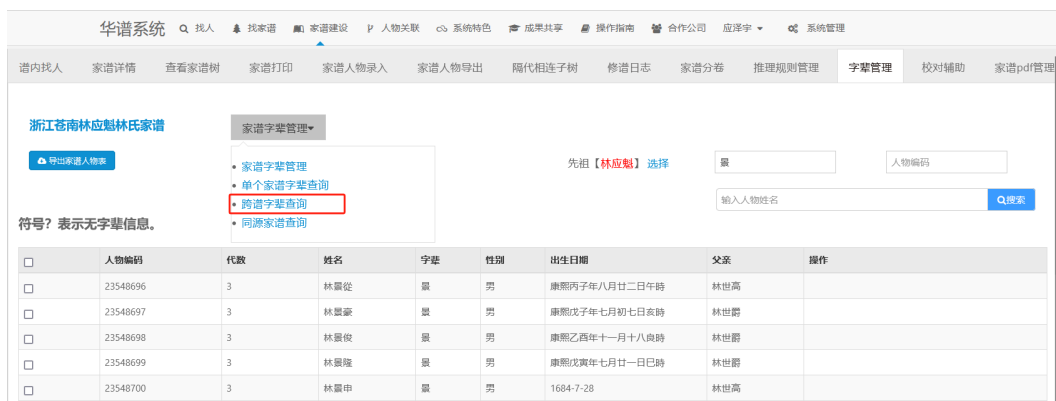 华谱系统 找人 找家谱 家谱建设 人物关联 系统特色 成果共享 操作指南 合作公司 应泽宇 系统管理
谱内找人 家谱详情 查看家谱树 家谱打印 家谱人物录入 家谱人物导出 隔代相连子树 修谱日志 家谱分卷 推理规则管理 字辈管理 校对辅助 家谱pdf管理
浙江苍南林应魁林氏家谱 家谱字辈管理
导出家谱人物表 先祖【林应魁】 选择 景 人物编码
• 家谱字辈管理
• 单个家谱字辈查询
• 跨谱字辈查询 输入人物姓名 搜索
• 同源家谱查询
符号？表示无字辈信息。
人物编码 代数 姓名 字辈 性别 出生日期 父亲 操作
23548696 3 林景從 景 男 康熙丙子年八月廿二日午時 林世高
23548697 3 林景豪 景 男 康熙戊子年七月初七日亥時 林世爵
23548698 3 林景俊 景 男 康熙乙酉年十一月十八良時 林世爵
23548699 3 林景隆 景 男 康熙戊寅年七月廿一日巳時 林世爵
23548700 3 林景申 景 男 1684-7-28 林世高